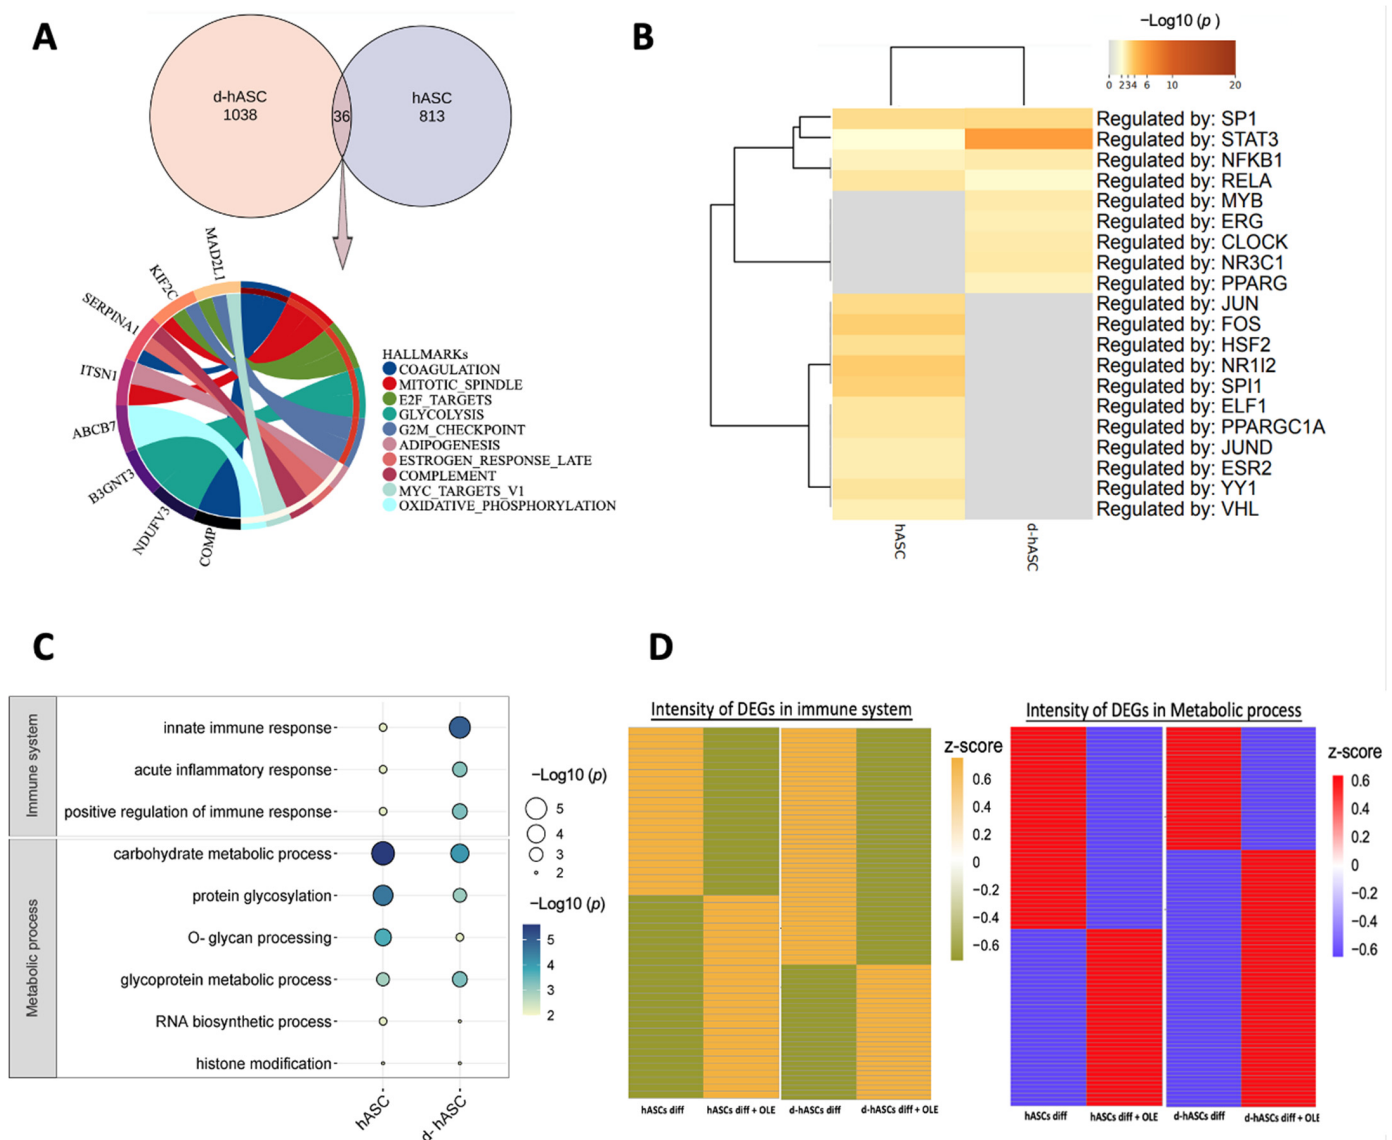 A
d-hASC
1038
36
hASC
813
MAD2L1
KIF2C
SERPINA1
ITSN1
ABCB7
B3GNT3
NDUFV3
COMP
HALLMARKs
COAGULATION
MITOTIC_SPINDLE
E2F_TARGETS
GLYCOLYSIS
G2M_CHECKPOINT
ADIPOGENESIS
ESTROGEN_RESPONSE_LATE
COMPLEMENT
MYC_TARGETS_V1
OXIDATIVE_PHOSPHORYLATION
B
−Log10 (p )
0 2 3 4 6 10 20
Regulated by: SP1
Regulated by: STAT3
Regulated by: NFKB1
Regulated by: RELA
Regulated by: MYB
Regulated by: ERG
Regulated by: CLOCK
Regulated by: NR3C1
Regulated by: PPARG
Regulated by: JUN
Regulated by: FOS
Regulated by: HSF2
Regulated by: NR1I2
Regulated by: SPI1
Regulated by: ELF1
Regulated by: PPARGC1A
Regulated by: JUND
Regulated by: ESR2
Regulated by: YY1
Regulated by: VHL
hASC
d-hASC
C
Immune system
innate immune response
acute inflammatory response
positive regulation of immune response
Metabolic process
carbohydrate metabolic process
protein glycosylation
O- glycan processing
glycoprotein metabolic process
RNA biosynthetic process
histone modification
hASC
d- hASC
−Log10 (p)
5
4
3
2
−Log10 (p)
5
4
3
2
D
Intensity of DEGs in immune system
hASCs diff
hASCs diff + OLE
d-hASCs diff
d-hASCs diff + OLE
z-score
0.6
0.4
0.2
0
−0.2
−0.4
−0.6
Intensity of DEGs in Metabolic process
hASCs diff
hASCs diff + OLE
d-hASCs diff
d-hASCs diff + OLE
z-score
0.6
0.4
0.2
0
−0.2
−0.4
−0.6